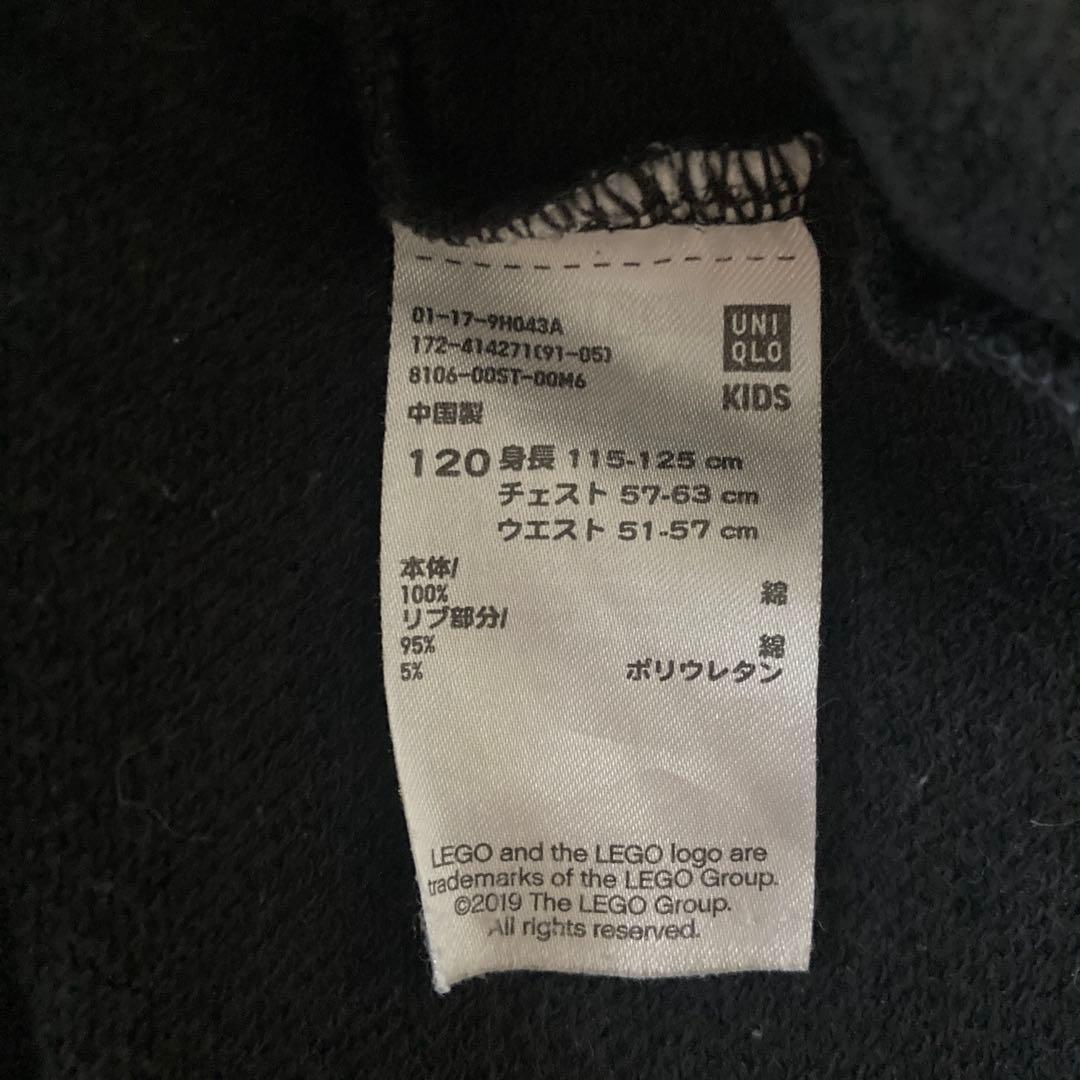 01-17-9H043A
172-414271(91-05)
8106-00ST-00M6
中国製
UNI
QLO
KIDS
120 身長 115-125 cm
チェスト 57-63 cm
ウエスト 51-57 cm
本体/
100% 綿
リブ部分/
95% 綿
5% ポリウレタン
LEGO and the LEGO logo are
trademarks of the LEGO Group.
©2019 The LEGO Group.
All rights reserved.